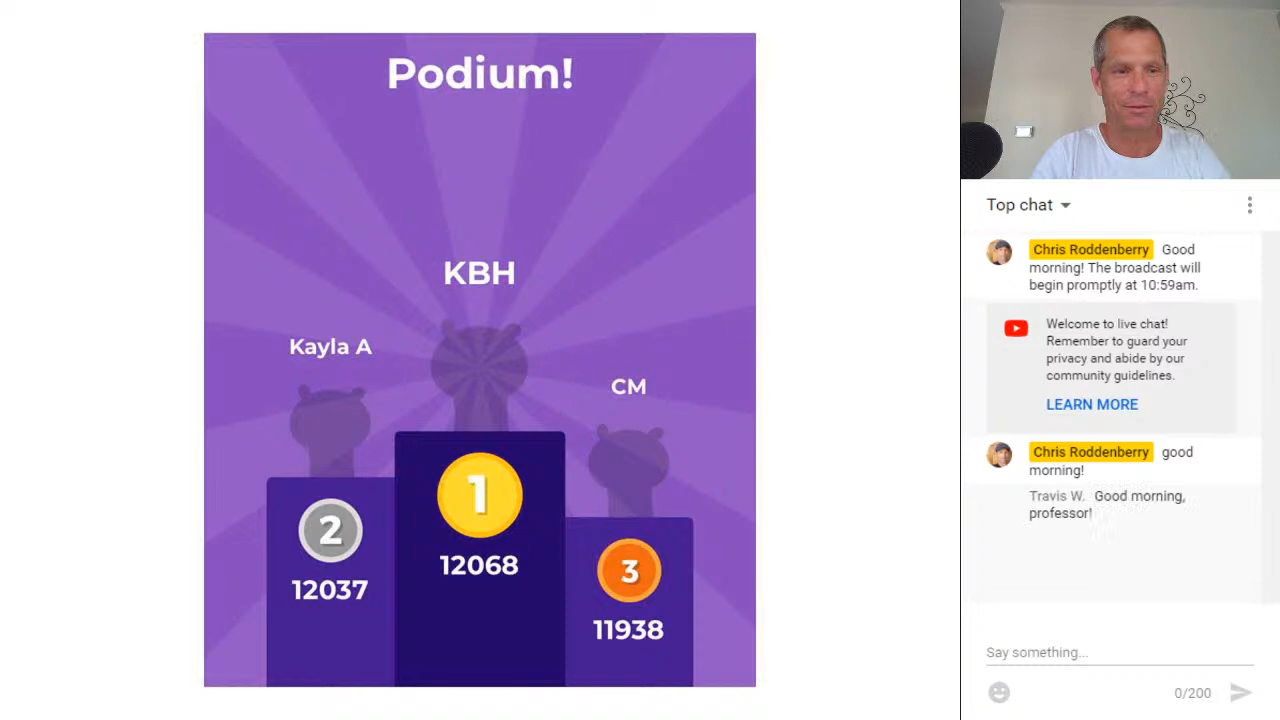 Podium!
KBH
Kayla A
CM
1
2
12068
3
12037
11938
Top chat
Chris Roddenberry Good
morning! The broadcast will
begin promptly at 10:59am.
Welcome to live chat!
Remember to guard your
privacy and abide by our
community guidelines.
LEARN MORE
Chris Roddenberry good
morning!
Travis W. Good morning,
professor!
Say something...
0/200